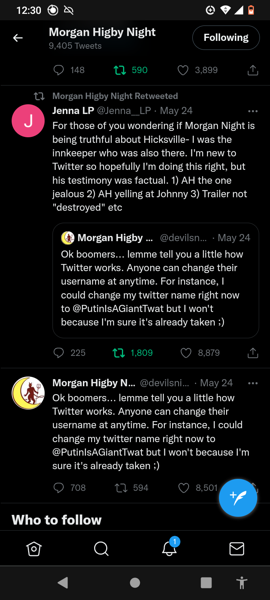 12:30
Morgan Higby Night
9,405 Tweets
Following
148
590
3,899
Morgan Higby Night Retweeted
Jenna LP @Jenna__LP · May 24
For those of you wondering if Morgan Night is
being truthful about Hicksville- I was the
innkeeper who was also there. I'm new to
Twitter so hopefully I'm doing this right, but
his testimony was factual. 1) AH the one
jealous 2) AH yelling at Johnny 3) Trailer not
"destroyed" etc
Morgan Higby ... @devilsn... · May 24
Ok boomers... lemme tell you a little how
Twitter works. Anyone can change their
username at anytime. For instance, I
could change my twitter name right now
to @PutinIsAGiantTwat but I won't
because I'm sure it's already taken ;)
225
1,809
8,879
Morgan Higby N... @devilsni... · May 24
Ok boomers... lemme tell you a little how
Twitter works. Anyone can change their
username at anytime. For instance, I could
change my twitter name right now to
@PutinIsAGiantTwat but I won't because I'm
sure it's already taken ;)
708
594
8,501
Who to follow
1